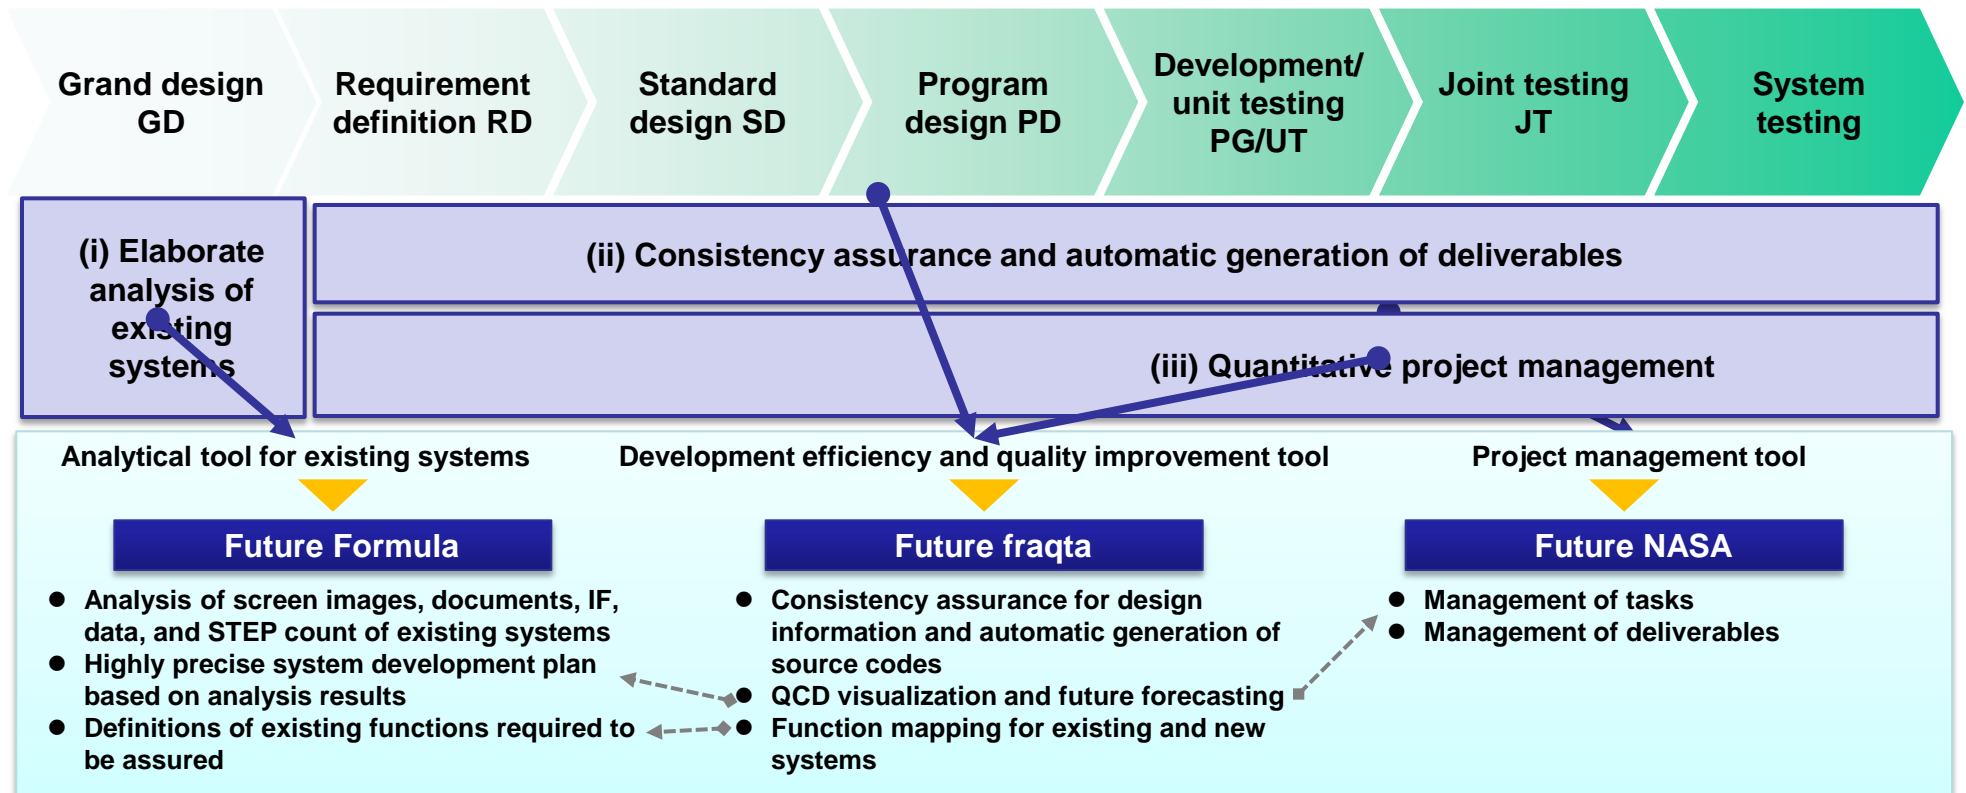 Grand design
GD
Requirement
definition RD
Standard
design SD
Program
design PD
Development/
unit testing
PG/UT
Joint testing
JT
System
testing
(i) Elaborate
analysis of
existing
systems
(ii) Consistency assurance and automatic generation of deliverables
(iii) Quantitative project management
Analytical tool for existing systems
Development efficiency and quality improvement tool
Project management tool
Future Formula
Future fraqta
Future NASA
● Analysis of screen images, documents, IF,
data, and STEP count of existing systems
● Highly precise system development plan
based on analysis results
● Definitions of existing functions required to
be assured
● Consistency assurance for design
information and automatic generation of
source codes
● QCD visualization and future forecasting
● Function mapping for existing and new
systems
● Management of tasks
● Management of deliverables